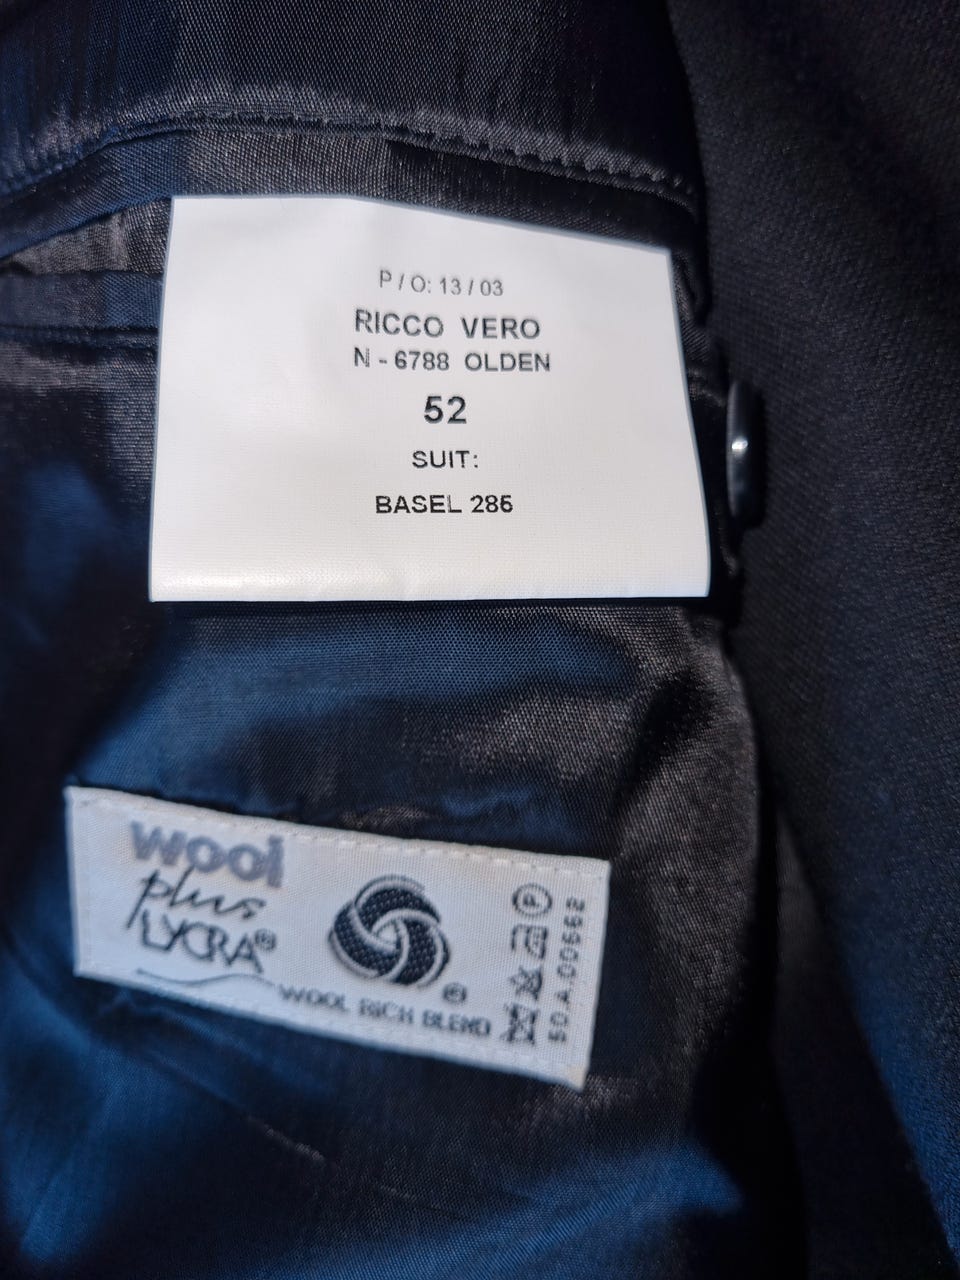 P / O: 13 / 03
RICCO VERO
N - 6788 OLDEN
52
SUIT:
BASEL 286
wool
plus
LYCRA®
WOOL RICH BLEND
P
50.A.00562